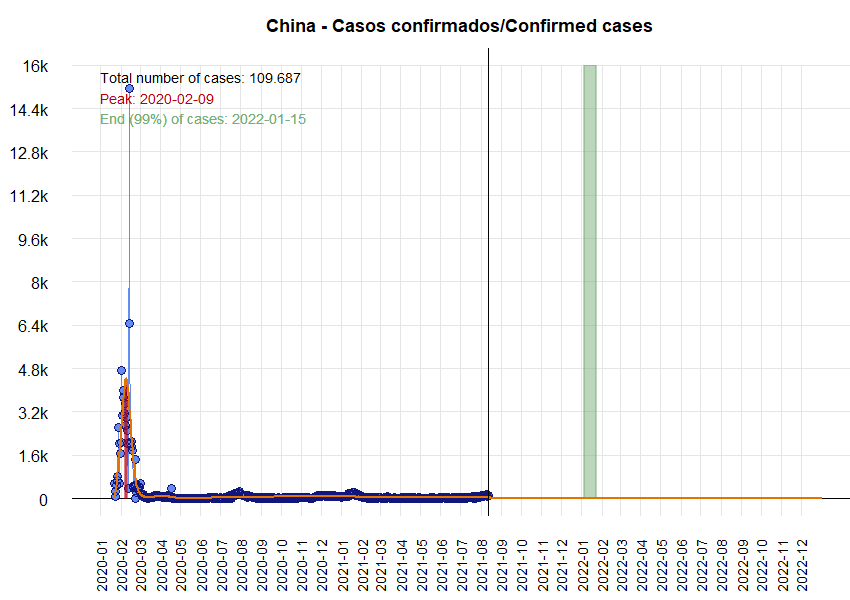 China - Casos confirmados/Confirmed cases
Total number of cases: 109.687
Peak: 2020-02-09
End (99%) of cases: 2022-01-15
16k
14.4k
12.8k
11.2k
9.6k
8k
6.4k
4.8k
3.2k
1.6k
0
2020-01
2020-02
2020-03
2020-04
2020-05
2020-06
2020-07
2020-08
2020-09
2020-10
2020-11
2020-12
2021-01
2021-02
2021-03
2021-04
2021-05
2021-06
2021-07
2021-08
2021-09
2021-10
2021-11
2021-12
2022-01
2022-02
2022-03
2022-04
2022-05
2022-06
2022-07
2022-08
2022-09
2022-10
2022-11
2022-12